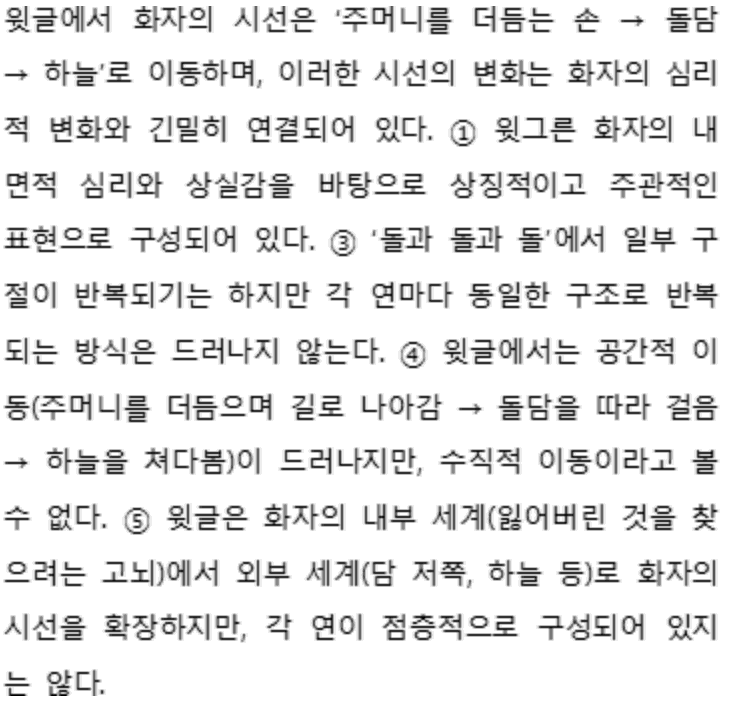 윗글에서 화자의 시선은 ‘주머니를 더듬는 손 → 돌담
→ 하늘’로 이동하며, 이러한 시선의 변화는 화자의 심리
적 변화와 긴밀히 연결되어 있다. ① 윗그른 화자의 내
면적 심리와 상실감을 바탕으로 상징적이고 주관적인
표현으로 구성되어 있다. ③ ‘돌과 돌과 돌’에서 일부 구
절이 반복되기는 하지만 각 연마다 동일한 구조로 반복
되는 방식은 드러나지 않는다. ④ 윗글에서는 공간적 이
동(주머니를 더듬으며 길로 나아감 → 돌담을 따라 걸음
→ 하늘을 쳐다봄)이 드러나지만, 수직적 이동이라고 볼
수 없다. ⑤ 윗글은 화자의 내부 세계(잃어버린 것을 찾
으려는 고뇌)에서 외부 세계(담 저쪽, 하늘 등)로 화자의
시선을 확장하지만, 각 연이 점층적으로 구성되어 있지
는 않다.